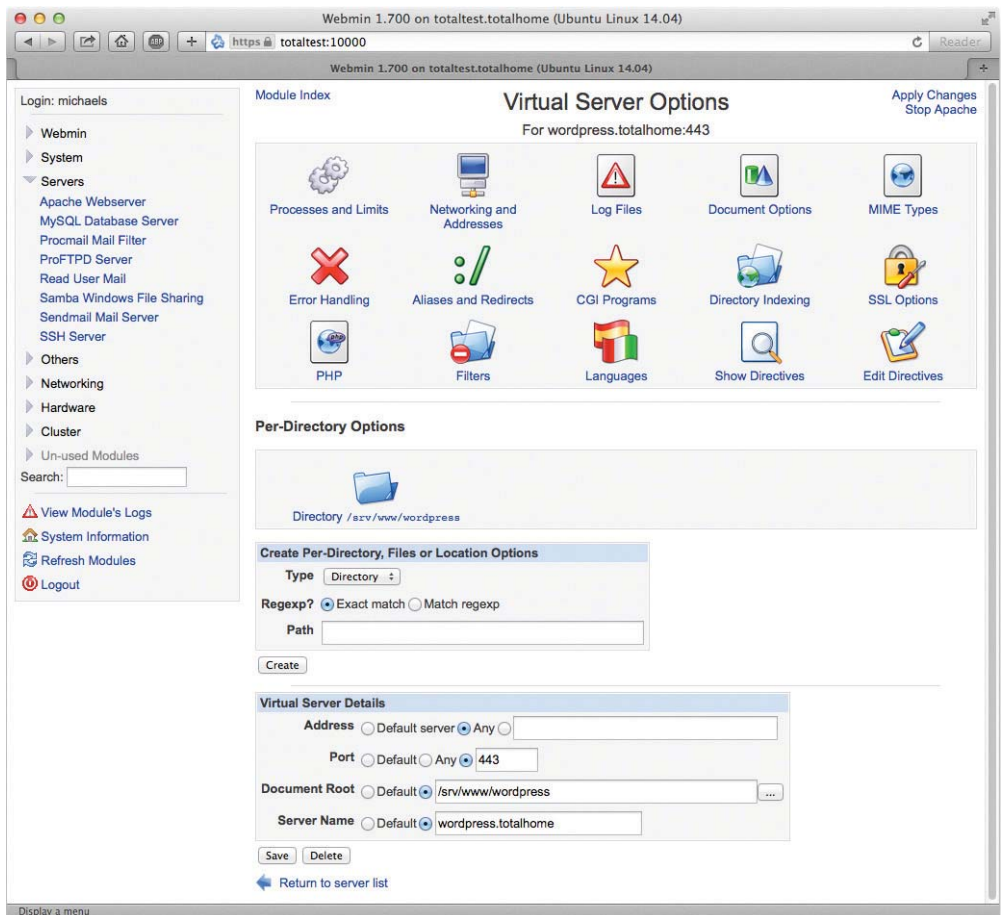 Webmin 1.700 on totaltest.totalhome (Ubuntu Linux 14.04)
ABP
+
https totaltest:10000
Reader
Webmin 1.700 on totaltest.totalhome (Ubuntu Linux 14.04)
+
Login: michaels
Webmin
System
Servers
Apache Webserver
MySQL Database Server
Procmail Mail Filter
ProFTPD Server
Read User Mail
Samba Windows File Sharing
Sendmail Mail Server
SSH Server
Others
Networking
Hardware
Cluster
Un-used Modules
Search:
View Module's Logs
System Information
Refresh Modules
Logout
Module Index
Virtual Server Options
For wordpress.totalhome:443
Apply Changes
Stop Apache
Processes and Limits
Networking and
Addresses
Log Files
Document Options
MIME Types
Error Handling
Aliases and Redirects
CGI Programs
Directory Indexing
SSL Options
php
PHP
Filters
Languages
Show Directives
Edit Directives
Per-Directory Options
Directory /srv/www/wordpress
Create Per-Directory, Files or Location Options
Type Directory
Regexp? Exact match Match regexp
Path
Create
Virtual Server Details
Address Default server Any
Port Default Any 443
Document Root Default /srv/www/wordpress ...
Server Name Default wordpress.totalhome
Save Delete
Return to server list
Display a menu